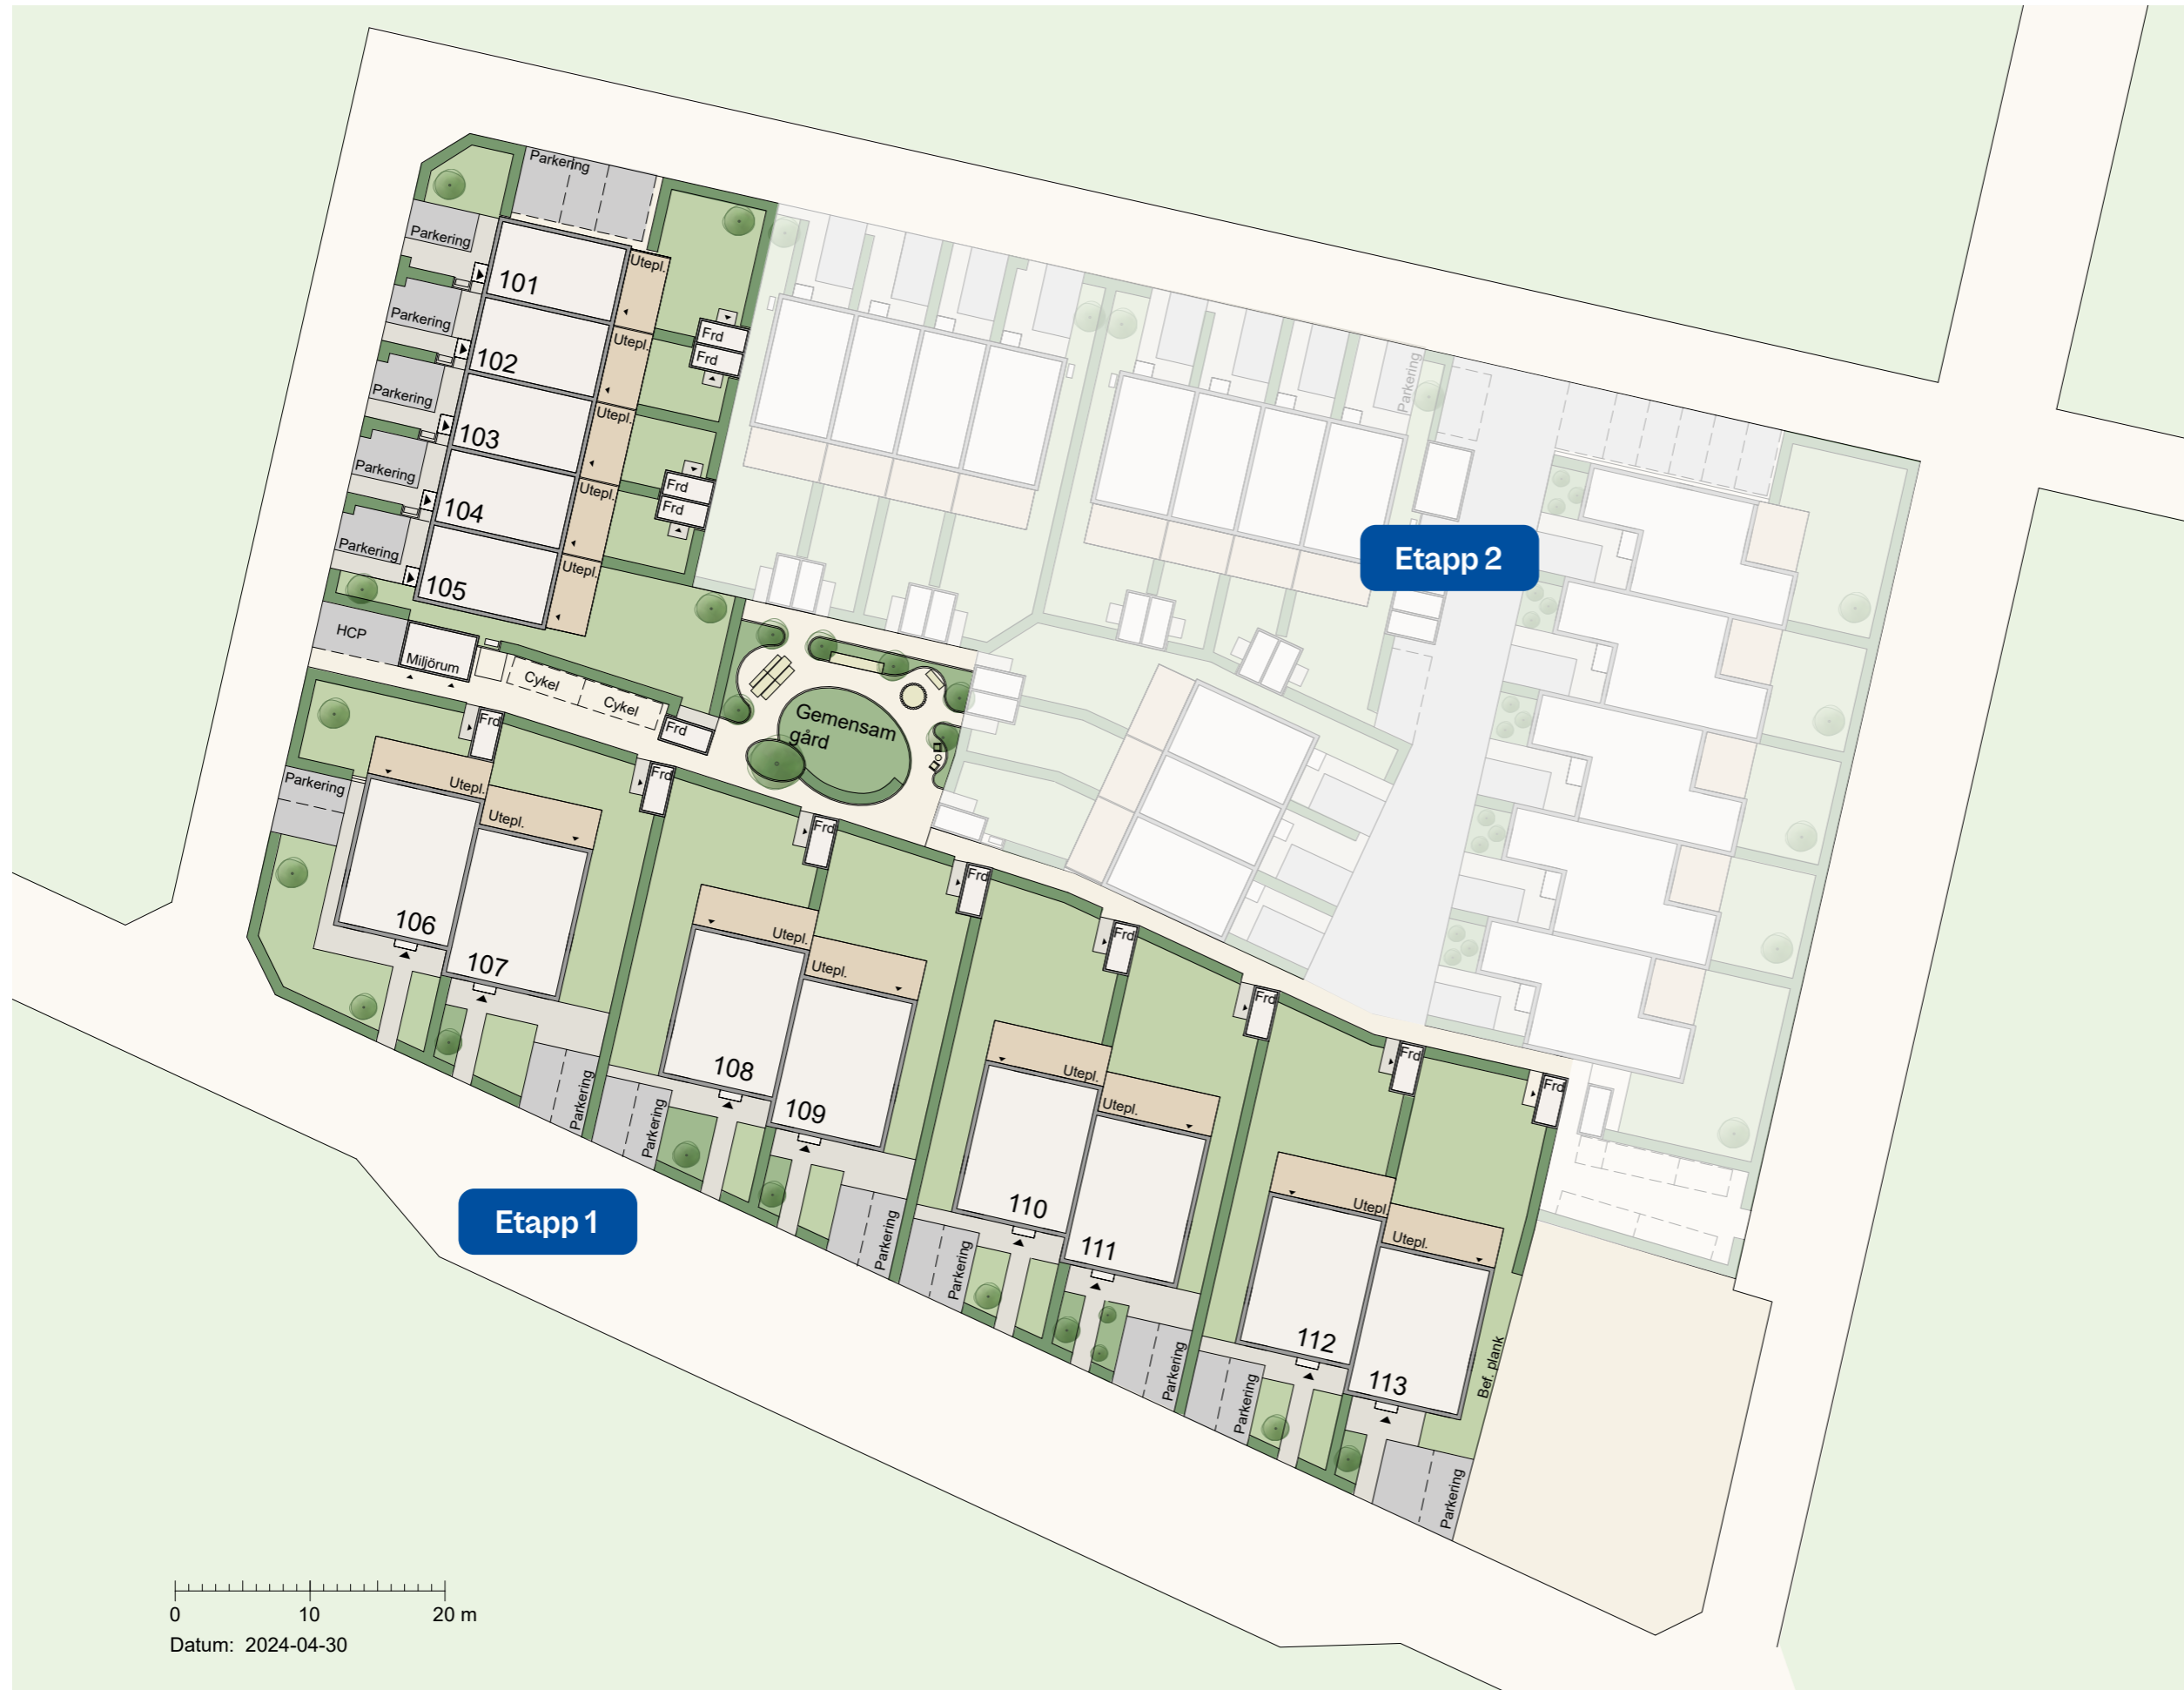 Parkering
Parkering
101
Utepl.
Parkering
102
Utepl.
Frd
Frd
Parkering
103
Utepl.
Parkering
104
Utepl.
Frd
Frd
Parkering
105
Utepl.
Parkering
Etapp 2
HCP
Miljörum
Cykel
Cykel
Frd
Gemensam
gård
Frd
Frd
Frd
Frd
Frd
Frd
Frd
Frd
Parkering
Utepl.
Utepl.
106
107
Parkering
Utepl.
Utepl.
108
109
Parkering
Parkering
Utepl.
Utepl.
110
111
Parkering
Parkering
Utepl.
Utepl.
112
113
Parkering
Parkering
Bef. plank
Etapp 1
0 10 20 m
Datum: 2024-04-30